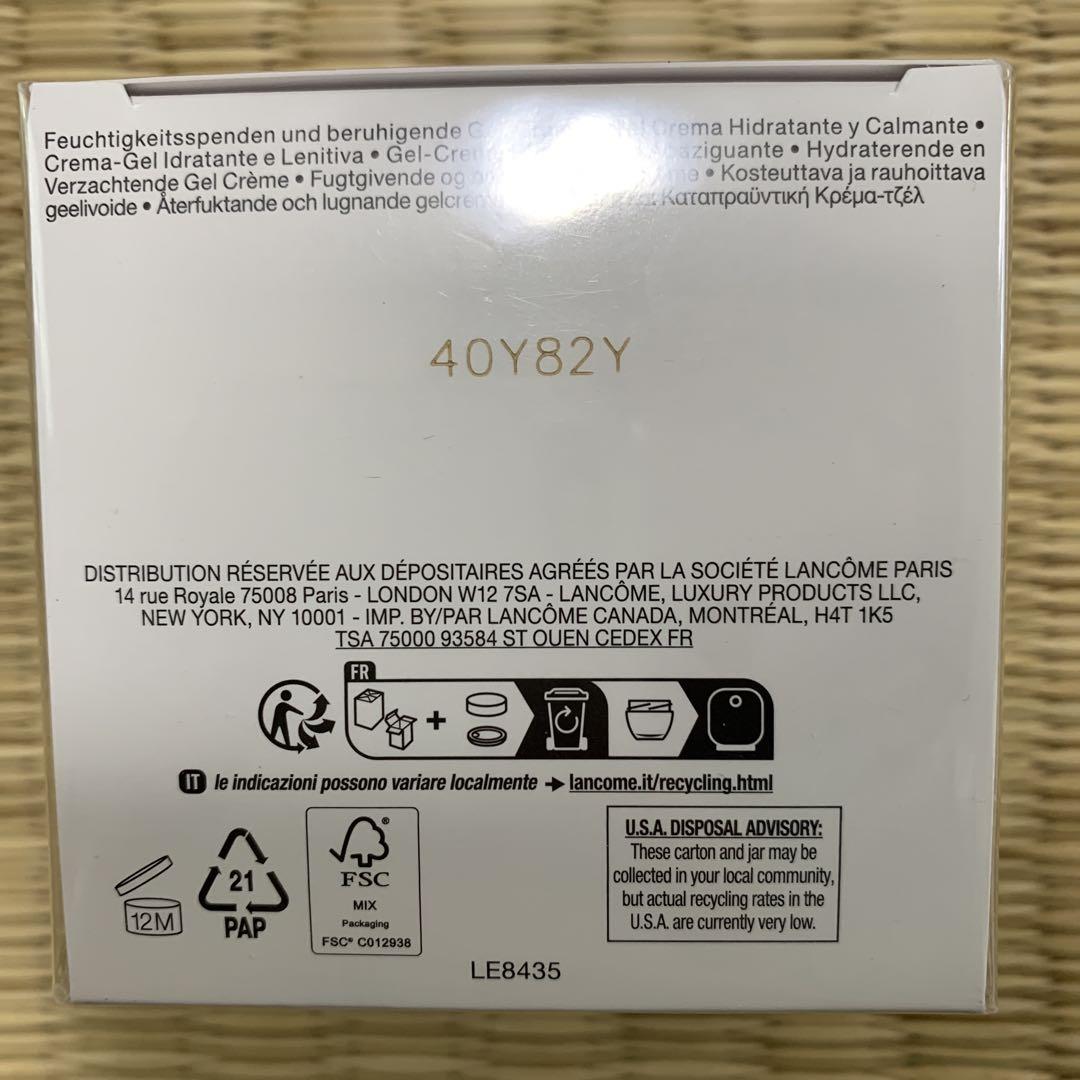 Feuchtigkeitsspenden und beruhigende Crema Hidratante y Calmante •
Crema-Gel Idratante e Lenitiva • • Hydraterende en
Verzachtende Gel Crème • Fugtgivende og • Kosteuttava ja rauhoittava
geelivoide • Återfuktande och lugnande Καταπραϋντική Κρέμα-τζέλ
40Y82Y
DISTRIBUTION RÉSERVÉE AUX DÉPOSITAIRES AGRÉÉS PAR LA SOCIÉTÉ LANCÔME PARIS
14 rue Royale 75008 Paris - LONDON W12 7SA - LANCÔME, LUXURY PRODUCTS LLC,
NEW YORK, NY 10001 - IMP. BY/PAR LANCÔME CANADA, MONTRÉAL, H4T 1K5
TSA 75000 93584 ST OUEN CEDEX FR
FR
+
IT le indicazioni possono variare localmente → lancome.it/recycling.html
12M
21
PAP
®
FSC
MIX
Packaging
FSC® C012938
U.S.A. DISPOSAL ADVISORY:
These carton and jar may be
collected in your local community,
but actual recycling rates in the
U.S.A. are currently very low.
LE8435